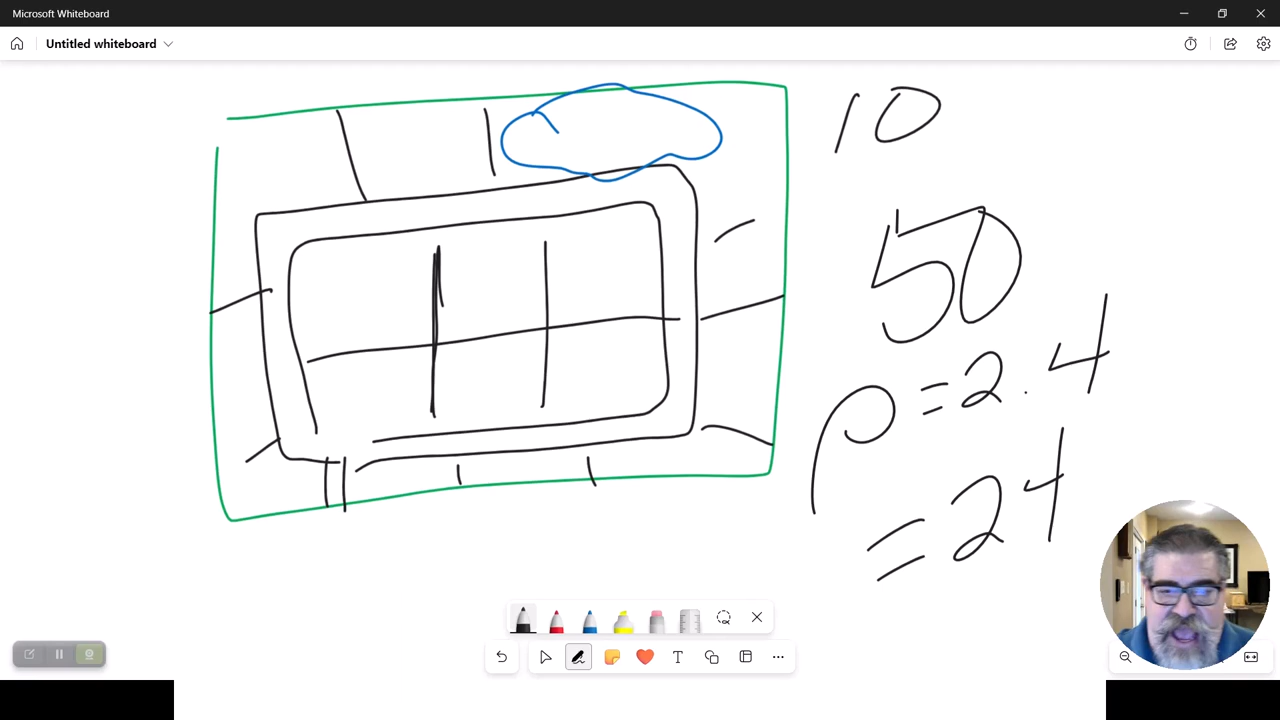 Microsoft Whiteboard
Untitled whiteboard
10
50
ρ = 2.4
= 24
T